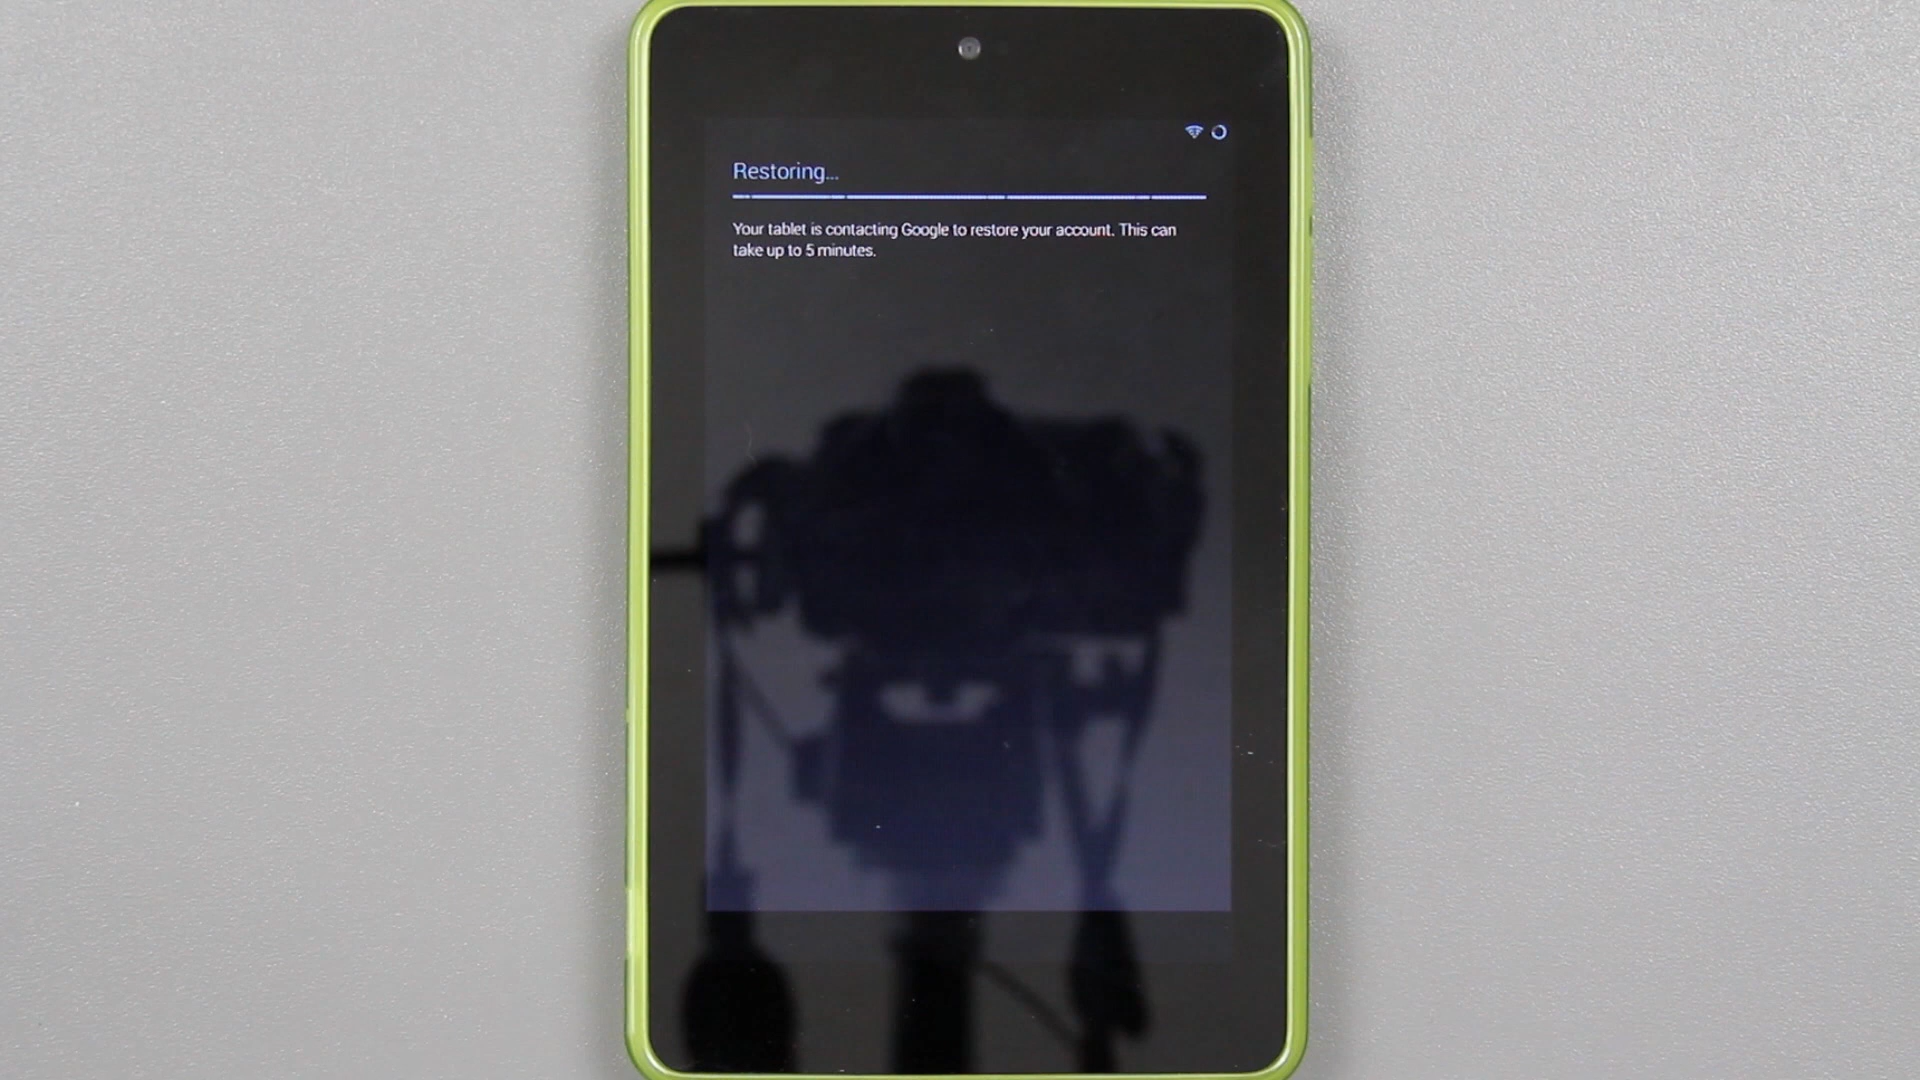 Restoring...
Your tablet is contacting Google to restore your account. This can
take up to 5 minutes.